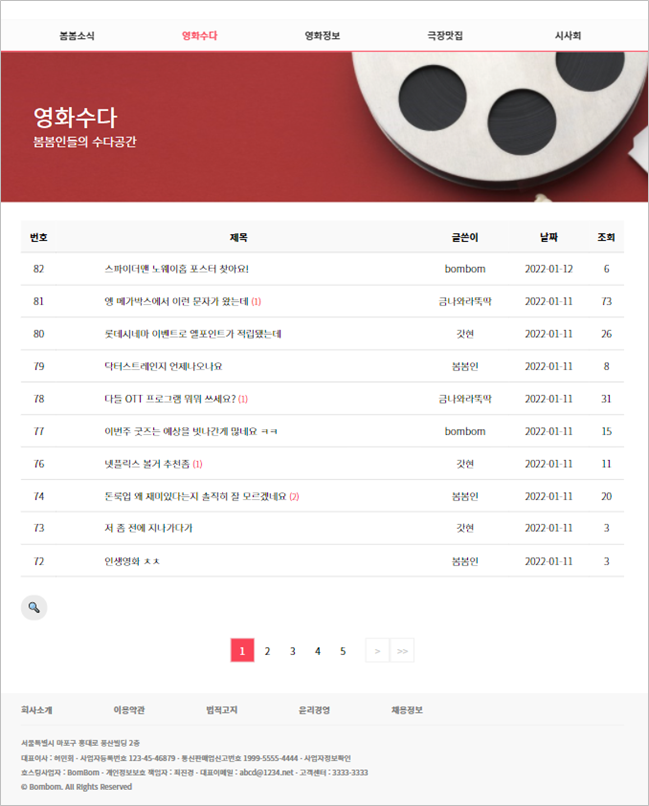 봄봄소식 영화수다 영화정보 극장맛집 시사회
영화수다
봄봄인들의 수다공간
번호 제목 글쓴이 날짜 조회
82 스파이더맨 노웨이홈 포스터 찾아요! bombom 2022-01-12 6
81 엥 메가박스에서 이런 문자가 왔는데 (1) 금나와라뚝딱 2022-01-11 73
80 롯데시네마 이벤트로 엘포인트가 적립됐는데 갓현 2022-01-11 26
79 닥터스트레인지 언제나오나요 봄봄인 2022-01-11 8
78 다들 OTT 프로그램 뭐뭐 쓰세요? (1) 금나와라뚝딱 2022-01-11 31
77 이번주 굿즈는 예상을 빗나간게 많네요 ㅋㅋ bombom 2022-01-11 15
76 넷플릭스 볼거 추천좀 (1) 갓현 2022-01-11 11
74 돈룩업 왜 재미있다는지 솔직히 잘 모르겠네요 (2) 봄봄인 2022-01-11 20
73 저 좀 전에 지나가다가 갓현 2022-01-11 3
72 인생영화 ㅊㅊ 봄봄인 2022-01-11 3
1 2 3 4 5 > >>
회사소개 이용약관 법적고지 윤리경영 채용정보
서울특별시 마포구 홍대로 풍산빌딩 2층
대표이사 : 허인회 · 사업자등록번호 123-45-46879 · 통신판매업신고번호 1999-5555-4444 · 사업자정보확인
호스팅사업자 : BomBom · 개인정보보호 책임자 : 최진경 · 대표이메일 : abcd@1234.net · 고객센터 : 3333-3333
© Bombom. All Rights Reserved